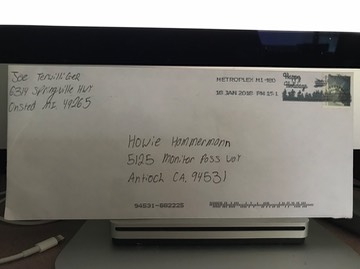 Joe Terwilliger
6314 Springville Hwy
Onsted MI. 49265
METROPLEX MI 480
18 JAN 2018 PM 15 1
Happy
Howie Hammermann
5125 Monitor Pass Way
Antioch CA. 94531
94531-882225